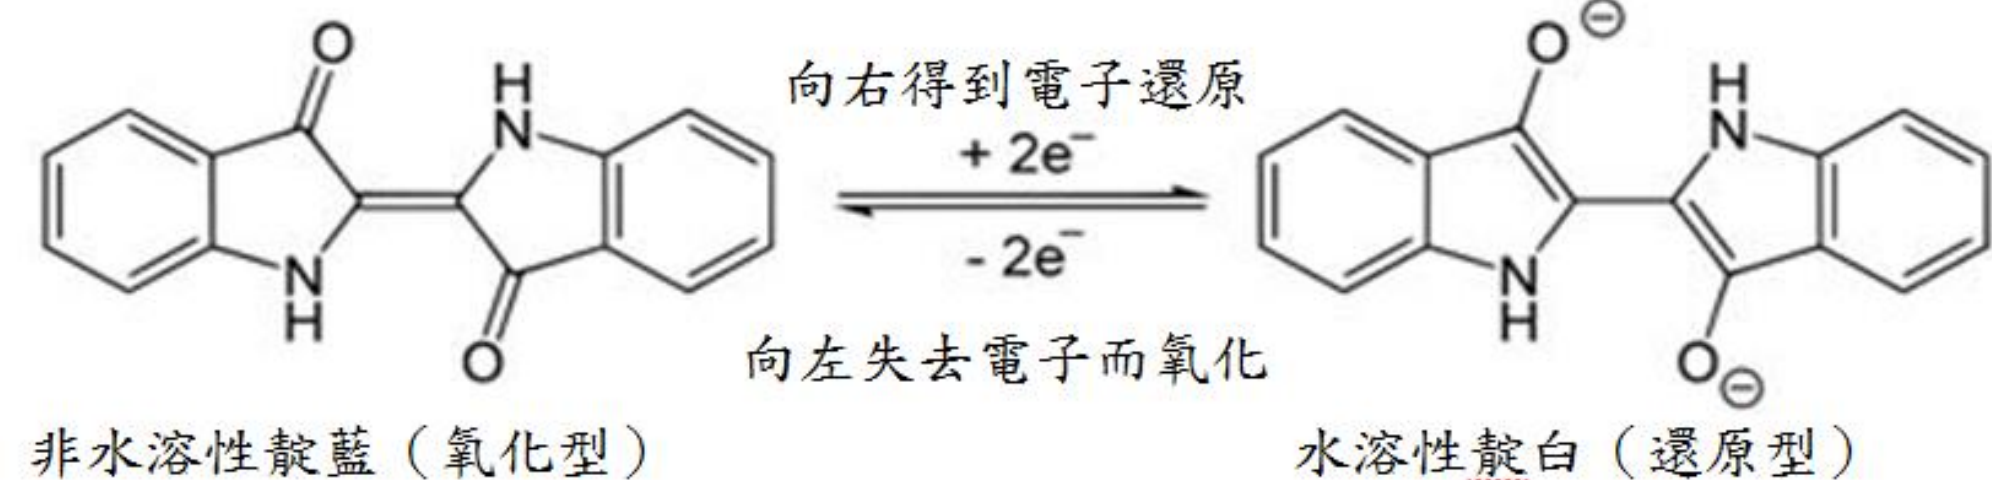 O
H
N
N
H
O
向右得到電子還原
+ 2e⁻
- 2e⁻
向左失去電子而氧化
O ⊖
H
N
N
H
O ⊖
非水溶性靛藍（氧化型）
水溶性靛白（還原型）